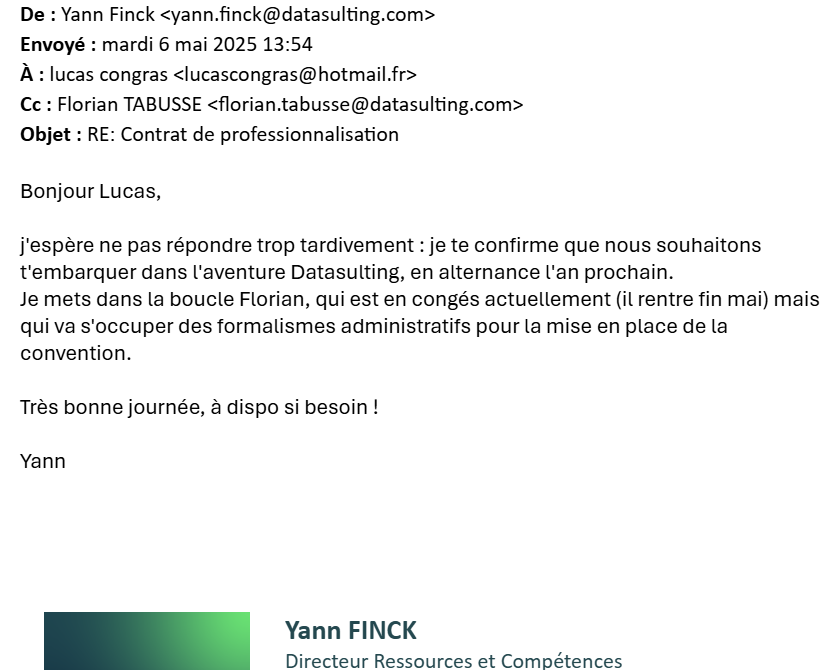 De : Yann Finck <yann.finck@datasulting.com>
Envoyé : mardi 6 mai 2025 13:54
À : lucas congras <lucascongras@hotmail.fr>
Cc : Florian TABUSSE <florian.tabusse@datasulting.com>
Objet : RE: Contrat de professionnalisation
Bonjour Lucas,
j'espère ne pas répondre trop tardivement : je te confirme que nous souhaitons
t'embarquer dans l'aventure Datasulting, en alternance l'an prochain.
Je mets dans la boucle Florian, qui est en congés actuellement (il rentre fin mai) mais
qui va s'occuper des formalismes administratifs pour la mise en place de la
convention.
Très bonne journée, à dispo si besoin !
Yann
Yann FINCK
Directeur Ressources et Compétences